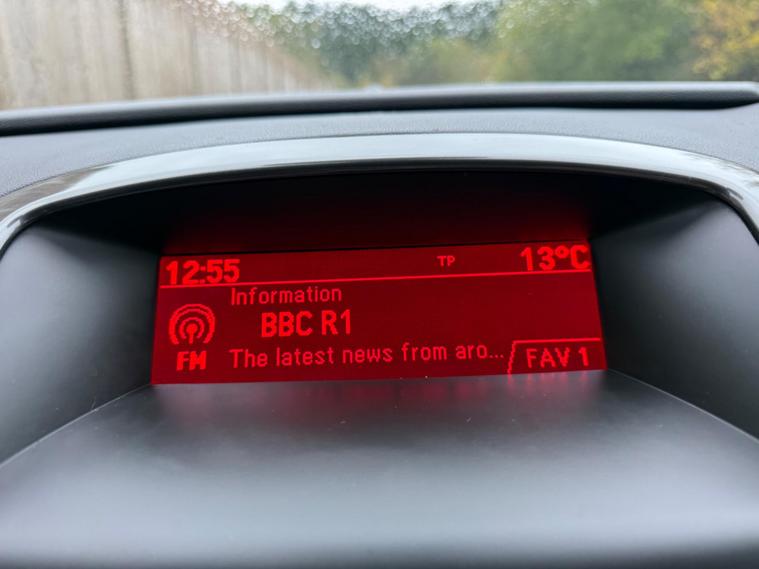 12:55 TP 13°C
Information
BBC R1
FM The latest news from aro... FAV 1